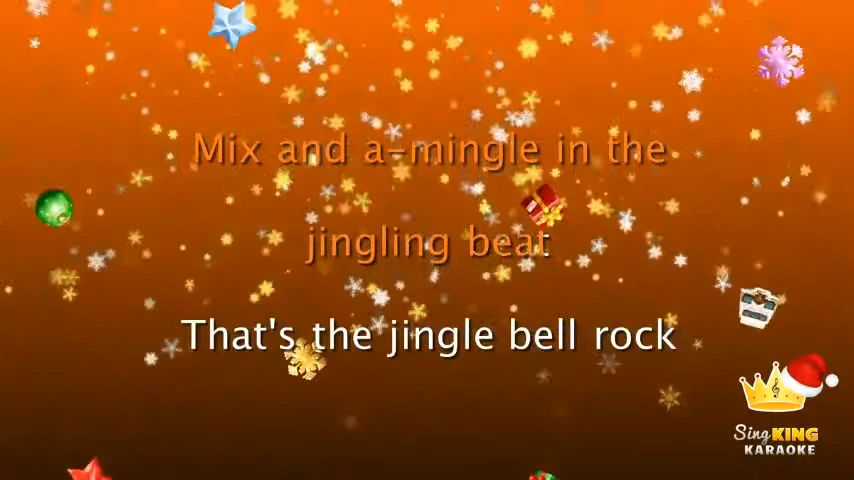 Mix and a-mingle in the
jingling beat
That's the jingle bell rock
Sing KING
KARAOKE